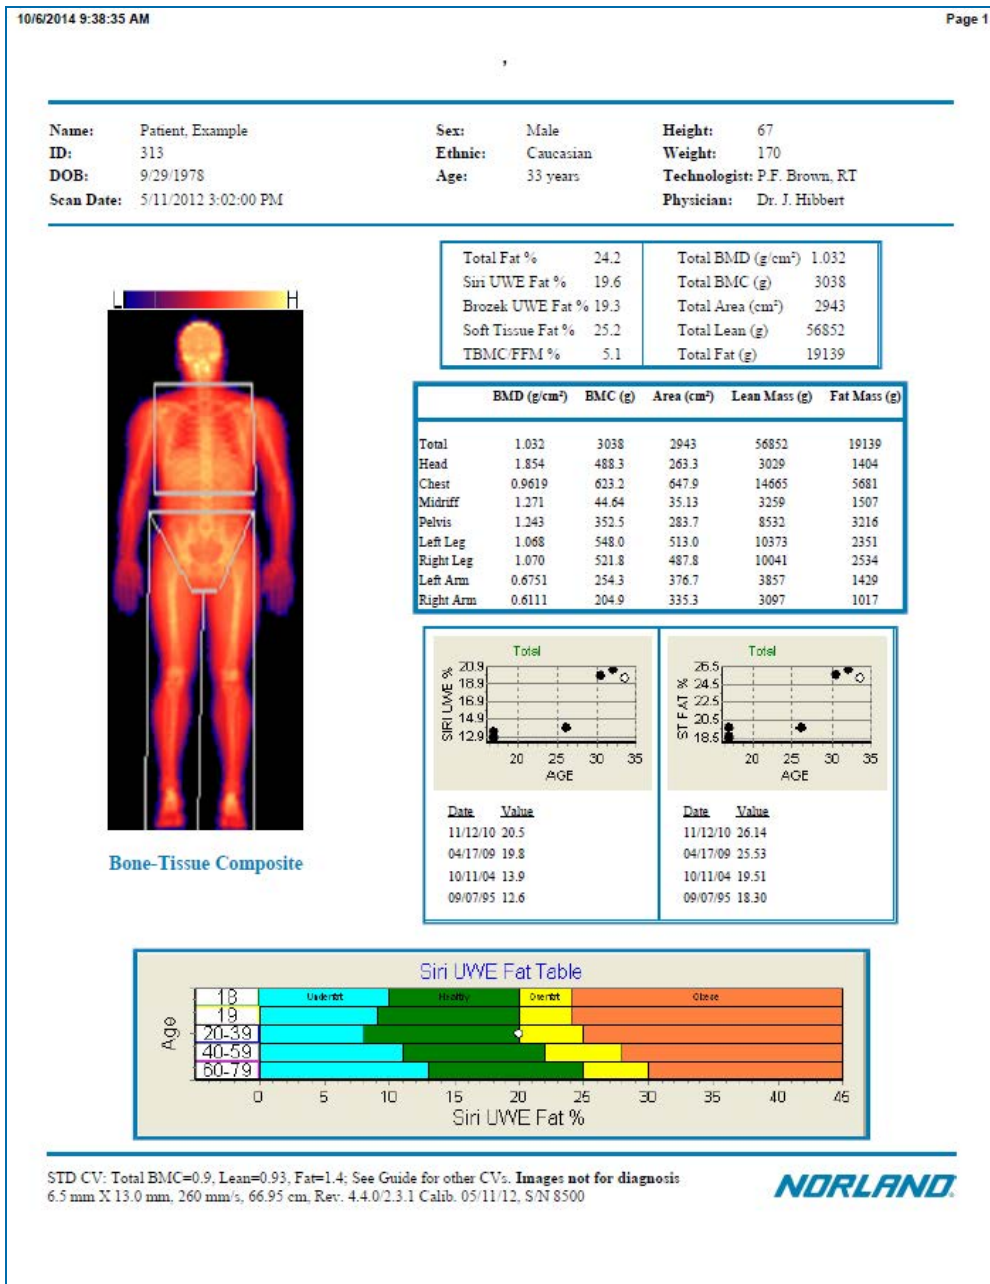 10/6/2014 9:38:35 AM Page 1
,
Name: Patient, Example Sex: Male Height: 67
ID: 313 Ethnic: Caucasian Weight: 170
DOB: 9/29/1978 Age: 33 years Technologist: P.F. Brown, RT
Scan Date: 5/11/2012 3:02:00 PM Physician: Dr. J. Hibbert
L H
Bone-Tissue Composite
Total Fat % 24.2 Total BMD (g/cm²) 1.032
Siri UWE Fat % 19.6 Total BMC (g) 3038
Brozek UWE Fat % 19.3 Total Area (cm²) 2943
Soft Tissue Fat % 25.2 Total Lean (g) 56852
TBMC/FFM % 5.1 Total Fat (g) 19139
BMD (g/cm²) BMC (g) Area (cm²) Lean Mass (g) Fat Mass (g)
Total 1.032 3038 2943 56852 19139
Head 1.854 488.3 263.3 3029 1404
Chest 0.9619 623.2 647.9 14665 5681
Midriff 1.271 44.64 35.13 3259 1507
Pelvis 1.243 352.5 283.7 8532 3216
Left Leg 1.068 548.0 513.0 10373 2351
Right Leg 1.070 521.8 487.8 10041 2534
Left Arm 0.6751 254.3 376.7 3857 1429
Right Arm 0.6111 204.9 335.3 3097 1017
Total
SIRI UWE %
20.9
18.9
16.9
14.9
12.9
20 25 30 35
AGE
Date Value
11/12/10 20.5
04/17/09 19.8
10/11/04 13.9
09/07/95 12.6
Total
ST FAT %
26.5
24.5
22.5
20.5
18.5
20 25 30 35
AGE
Date Value
11/12/10 26.14
04/17/09 25.53
10/11/04 19.51
09/07/95 18.30
Siri UWE Fat Table
Age
18 Underfat Healthy Overfat Obese
19
20-39
40-59
60-79
0 5 10 15 20 25 30 35 40 45
Siri UWE Fat %
STD CV: Total BMC=0.9, Lean=0.93, Fat=1.4; See Guide for other CVs. Images not for diagnosis
6.5 mm X 13.0 mm, 260 mm/s, 66.95 cm, Rev. 4.4.0/2.3.1 Calib. 05/11/12, S/N 8500
NORLAND